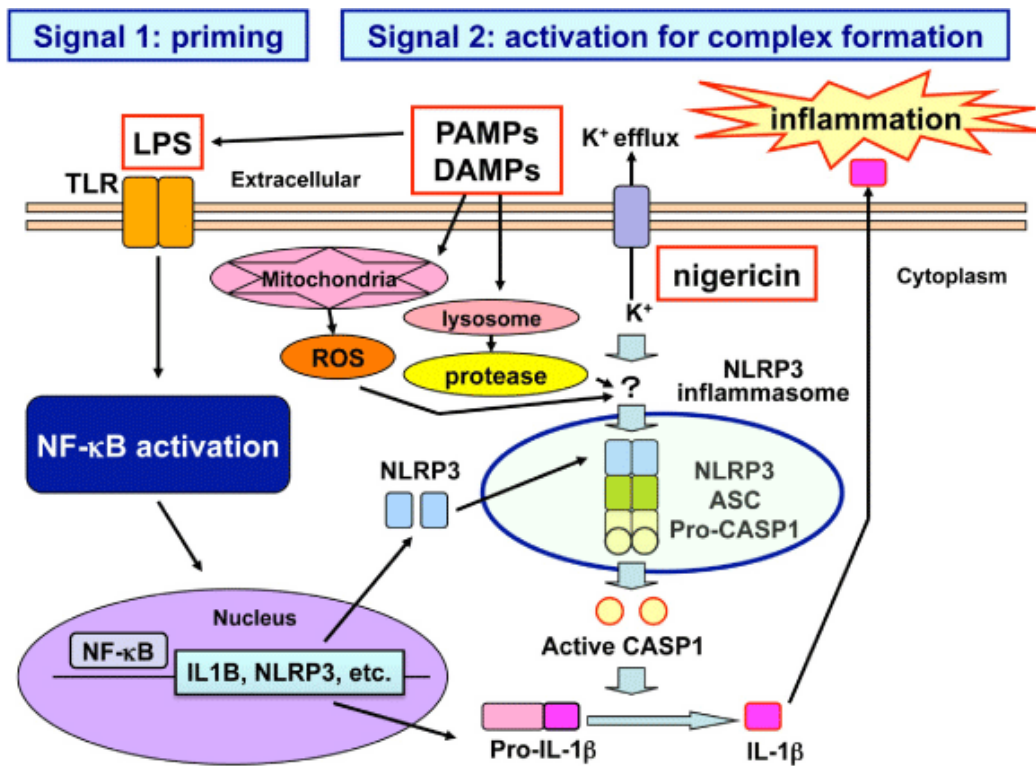 Signal 1: priming
Signal 2: activation for complex formation
inflammation
LPS
PAMPs
DAMPs
K⁺ efflux
TLR
Extracellular
Mitochondria
nigericin
Cytoplasm
lysosome
K⁺
ROS
protease
?
NLRP3
inflammasome
NF-κB activation
NLRP3
NLRP3
ASC
Pro-CASP1
Nucleus
NF-κB
IL1B, NLRP3, etc.
Active CASP1
Pro-IL-1β
IL-1β